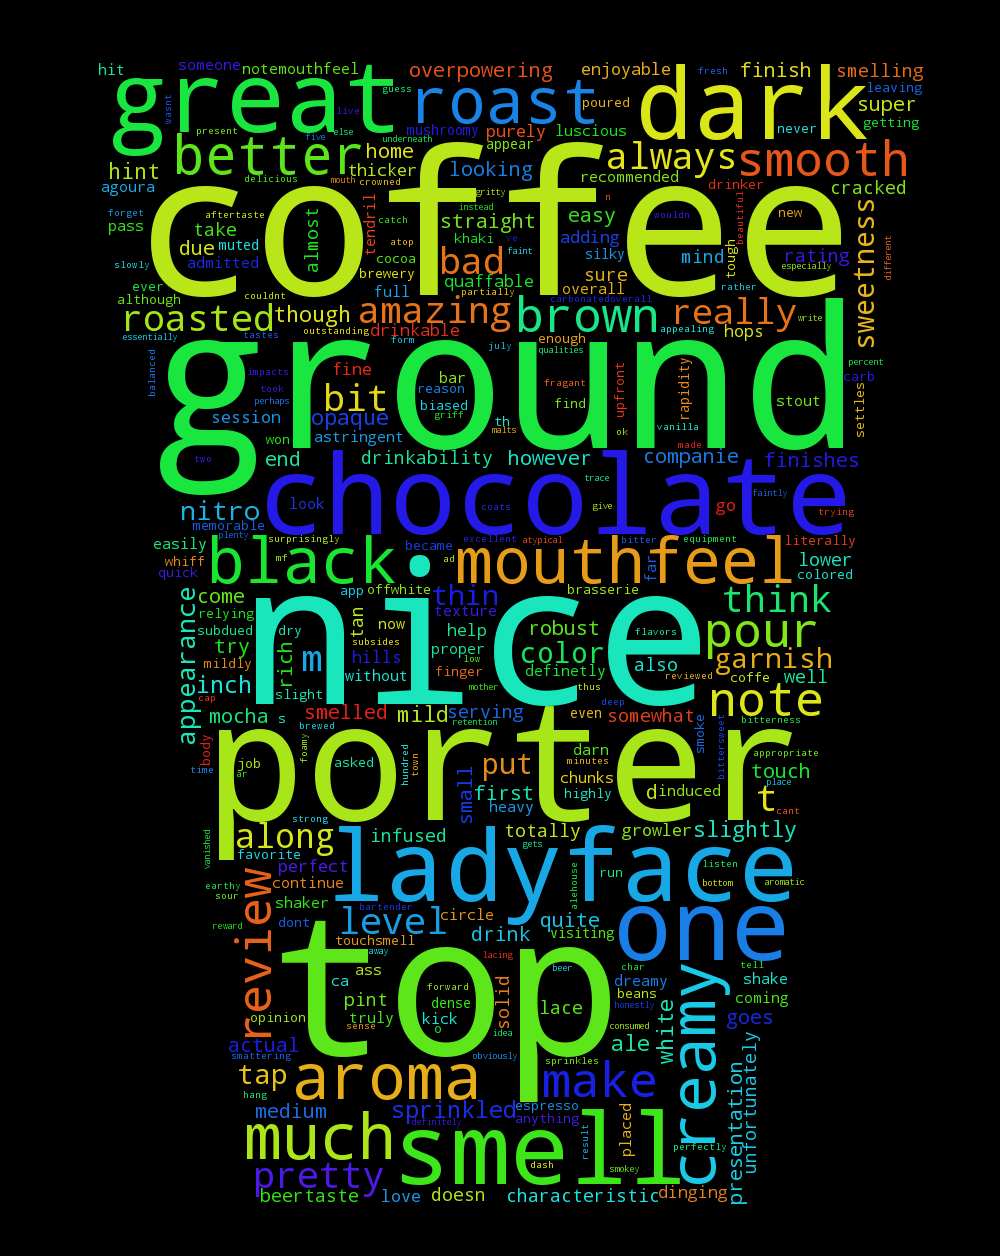 someone notemouthfeel overpowering enjoyable finish fresh smelling
hit great guess roast dark leaving
wasnt live poured super
present five else mushroomy purely luscious never getting
underneath appear
hint better home thicker looking always smooth
agoura delicious mouth crowned recommended drinker cracked
coffee gritty instead n wouldn beautiful
forget aftertaste almost tendril catch straight easy new sweetness
pass take atop khaki ve adding tough rating different
due muted cocoa bad faint silky mind
slowly admitted brewery quaffable sure especially
ever couldnt full partially overall rather
although roasted though amazing carbonatedoverall brown really write
essentially tastes outstanding drinkable form enough appealing hops
balanced ground july qualities percent
impacts fine bar fragant upfront rapidity carb
took bit reason find stout settles
perhaps biased
session opaque griff th vanilla
won astringent malts ok made
two end drinkability however companie finishes
chocolate trace
look coats give go faintly trying
nitro
memorable
plenty surprisingly excellent atypical bitter equipment literally
easily black became mouthfeel far lower
whiff mf ad colored
quick nice app offwhite thin brasserie think
come texture
relying tan now help robust flavors pour
subdued dry subsides
try rich m hills proper color garnish
mildly without finger low definetly also reviewed coffe well
appearance inch slight mother thus deep note
cap
mocha s smelled mild serving even somewhat smoke bittersweet bitterness
brewed retention
body porter foamy darn appropriate
job asked hundred town put minutes touch
time ar chunks place
small first highly d induced t
heavy cant
strong
vanished along infused totally growler slightly
favorite ladyface gets
perfect run listen
earthy continue alehouse bottom aromatic
sour shaker bartender circle one
reward review dont level quite
touchsmell drink visiting
top away lacing
ass beer char tell
ca forward solid dreamy creamy shake
pint dense lace beans coming
opinion truly kick honestly goes
sense o idea consumed
actual ale white
smattering obviously sprinkles unfortunately
tap aroma make presentation
hang
medium sprinkled espresso
definitely anything placed
much smell result perfectly
dash smokey
pretty
beertaste love doesn characteristic dinging